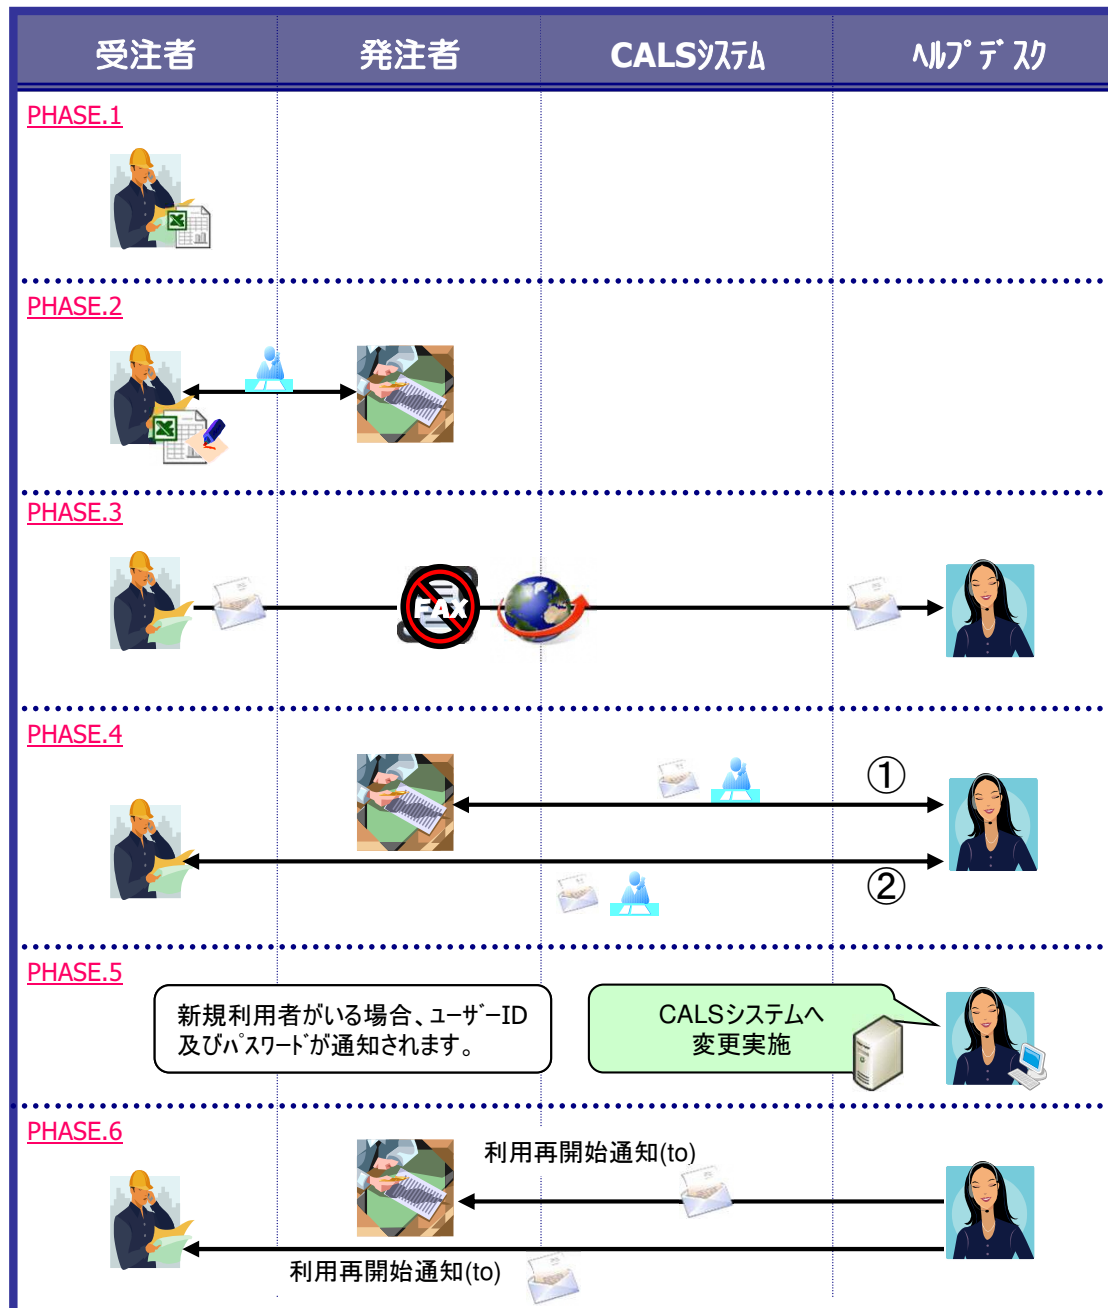 受注者 発注者 CALSｼｽﾃﾑ ﾍﾙﾌﾟﾃﾞｽｸ
PHASE.1
PHASE.2
PHASE.3
FAX
PHASE.4
①
②
PHASE.5
新規利用者がいる場合、ﾕｰｻﾞｰID
及びﾊﾟｽﾜｰﾄﾞが通知されます。
CALSシステムへ
変更実施
PHASE.6
利用再開始通知(to)
利用再開始通知(to)